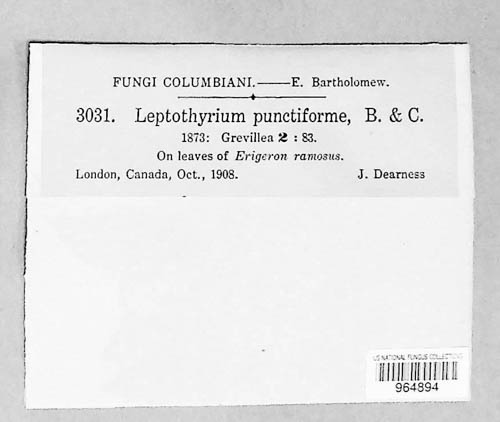 FUNGI COLUMBIANI.——E. Bartholomew.
3031. Leptothyrium punctiforme, B. & C.
1873: Grevillea 2 : 83.
On leaves of Erigeron ramosus.
London, Canada, Oct., 1908. J. Dearness
US NATIONAL FUNGUS COLLECTIONS
964894